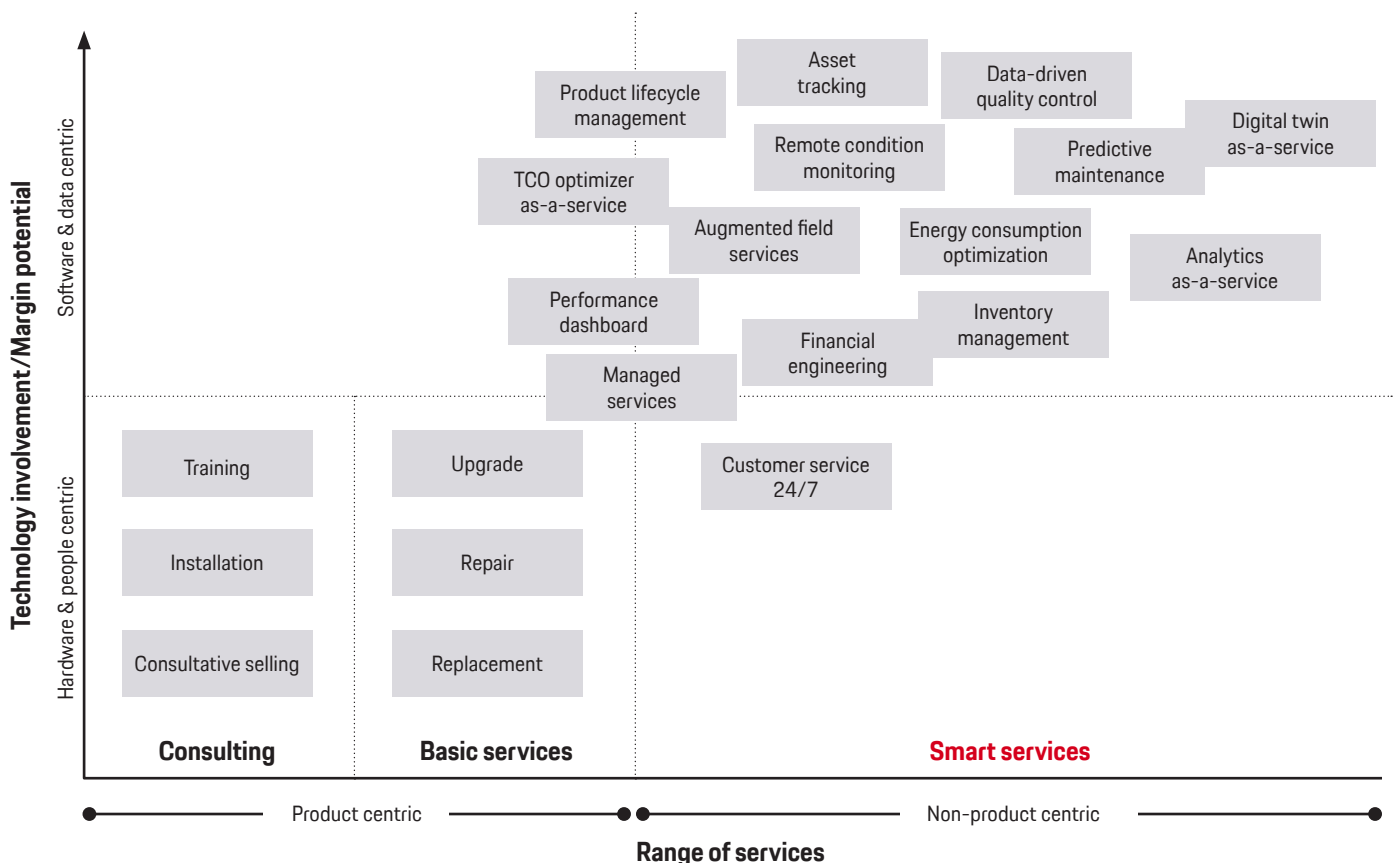 Technology involvement/Margin potential
Software & data centric
Hardware & people centric
Asset
tracking
Data-driven
quality control
Product lifecycle
management
Digital twin
as-a-service
Remote condition
monitoring
Predictive
maintenance
TCO optimizer
as-a-service
Augmented field
services
Energy consumption
optimization
Analytics
as-a-service
Performance
dashboard
Inventory
management
Financial
engineering
Managed
services
Training
Upgrade
Customer service
24/7
Installation
Repair
Consultative selling
Replacement
Consulting
Basic services
Smart services
Product centric
Non-product centric
Range of services